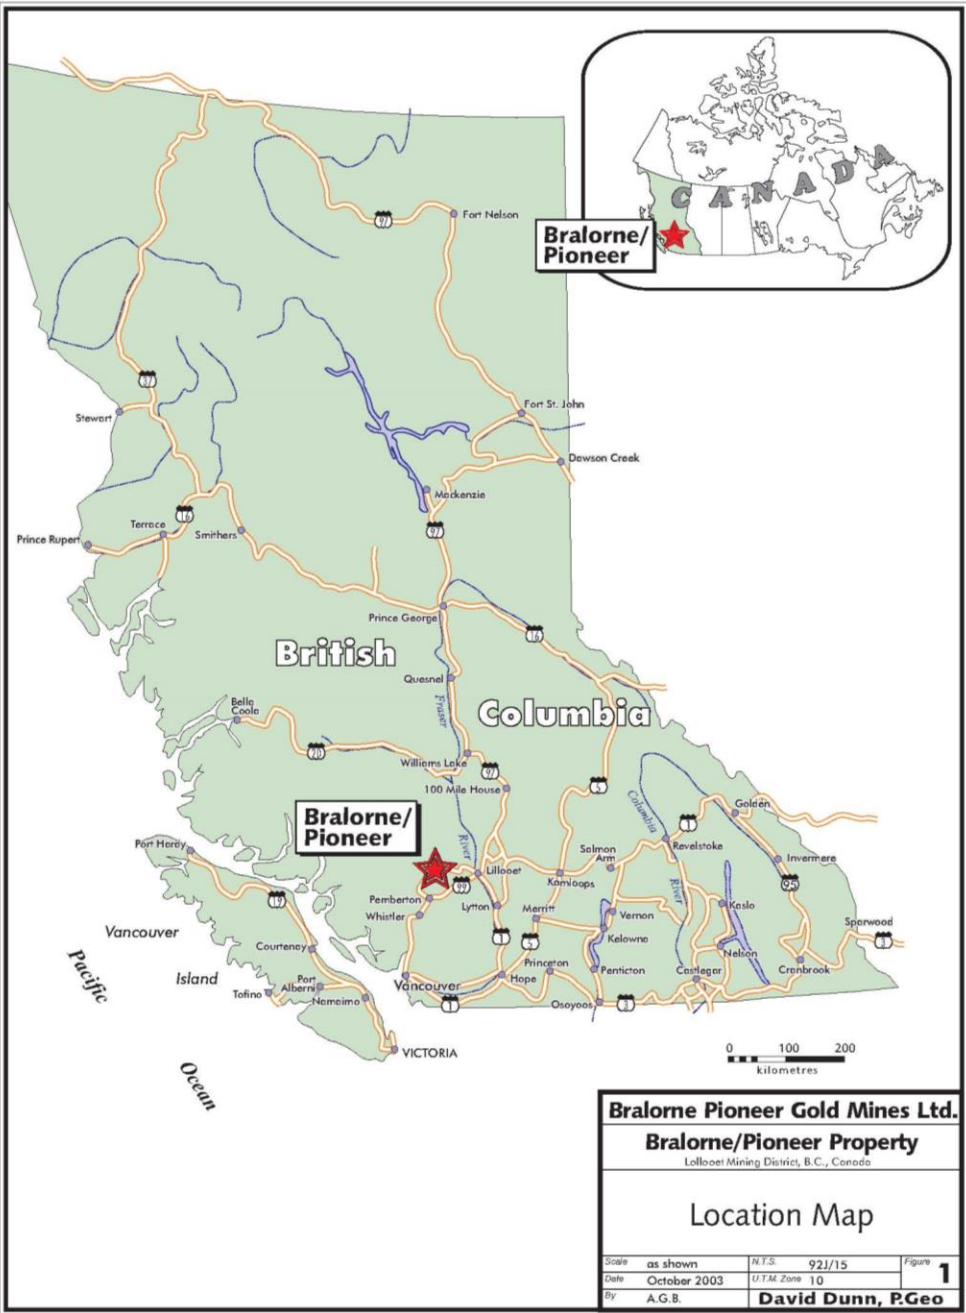 CANADA
Bralorne/
Pioneer
97
Fort Nelson
37
Stewart
Fort St. John
Dawson Creek
Mackenzie
16
97
Terrace
Smithers
Prince Rupert
Prince George
16
British
Quesnel
Fraser
Columbia
Bella
Coola
20
Williams Lake
97
100 Mile House
5
Columbia
Golden
Bralorne/
Pioneer
1
River
Port Hardy
Salmon
Arm
Revelstoke
Invermere
Lillooet
Kamloops
River
95
99
19
Pemberton
Whistler
Lytton
Merritt
Vernon
Kaslo
Sparwood
Vancouver
Courtenay
1
5
Kelowna
Nelson
3
Pacific
Island
Port
Alberni
Princeton
Penticton
Castlegar
Cranbrook
Tofino
Nanaimo
Vancouver
Hope
1
Osoyoos
3
VICTORIA
0 100 200
kilometres
Ocean
Bralorne Pioneer Gold Mines Ltd.
Bralorne/Pioneer Property
Lollooet Mining District, B.C., Canada
Location Map
Scale as shown N.T.S. 92J/15 Figure 1
Date October 2003 U.T.M. Zone 10
By A.G.B. David Dunn, P.Geo